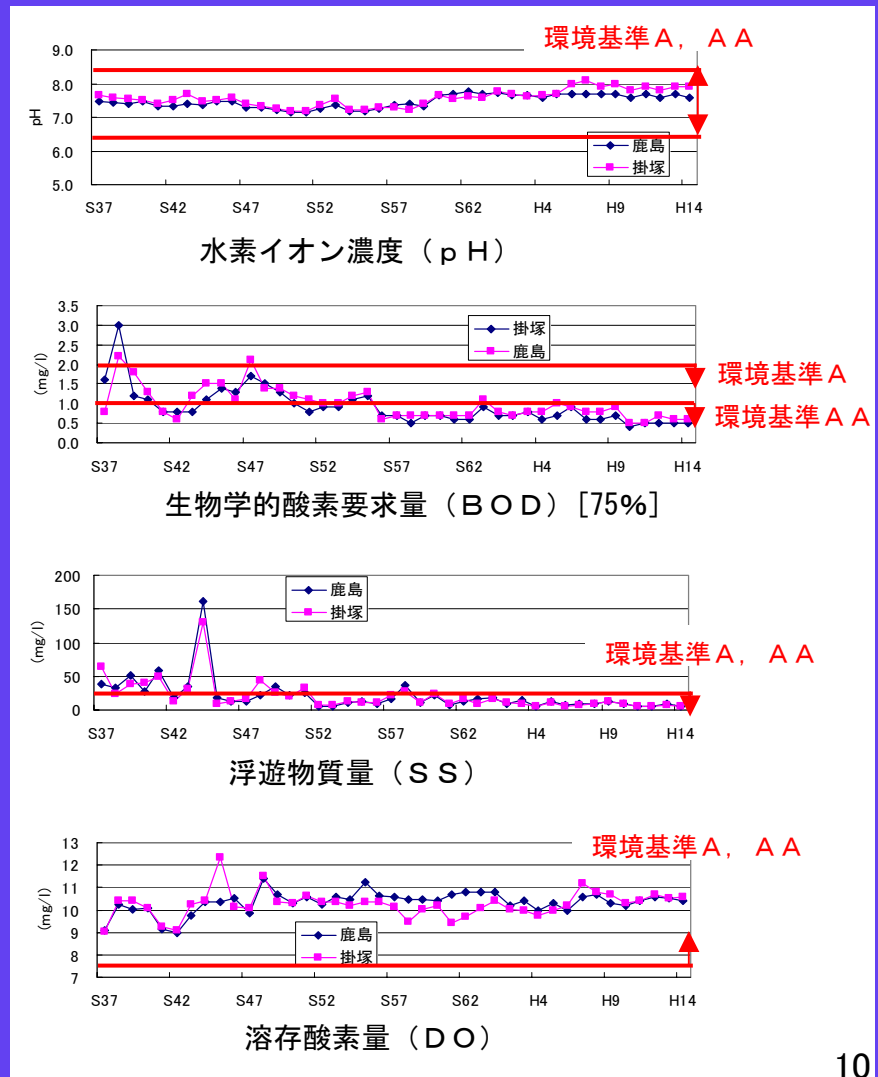 環境基準Ａ，ＡＡ
9.0
8.0
7.0
6.0
5.0
pH
鹿島
掛塚
S37 S42 S47 S52 S57 S62 H4 H9 H14
水素イオン濃度（ｐＨ）
3.5
3.0
2.5
2.0
1.5
1.0
0.5
0.0
(mg/l)
掛塚
鹿島
環境基準Ａ
環境基準ＡＡ
S37 S42 S47 S52 S57 S62 H4 H9 H14
生物学的酸素要求量（ＢＯＤ）[75%]
200
150
100
50
0
(mg/l)
鹿島
掛塚
環境基準Ａ，ＡＡ
S37 S42 S47 S52 S57 S62 H4 H9 H14
浮遊物質量（ＳＳ）
環境基準Ａ，ＡＡ
13
12
11
10
9
8
7
(mg/l)
鹿島
掛塚
S37 S42 S47 S52 S57 S62 H4 H9 H14
溶存酸素量（ＤＯ）
10